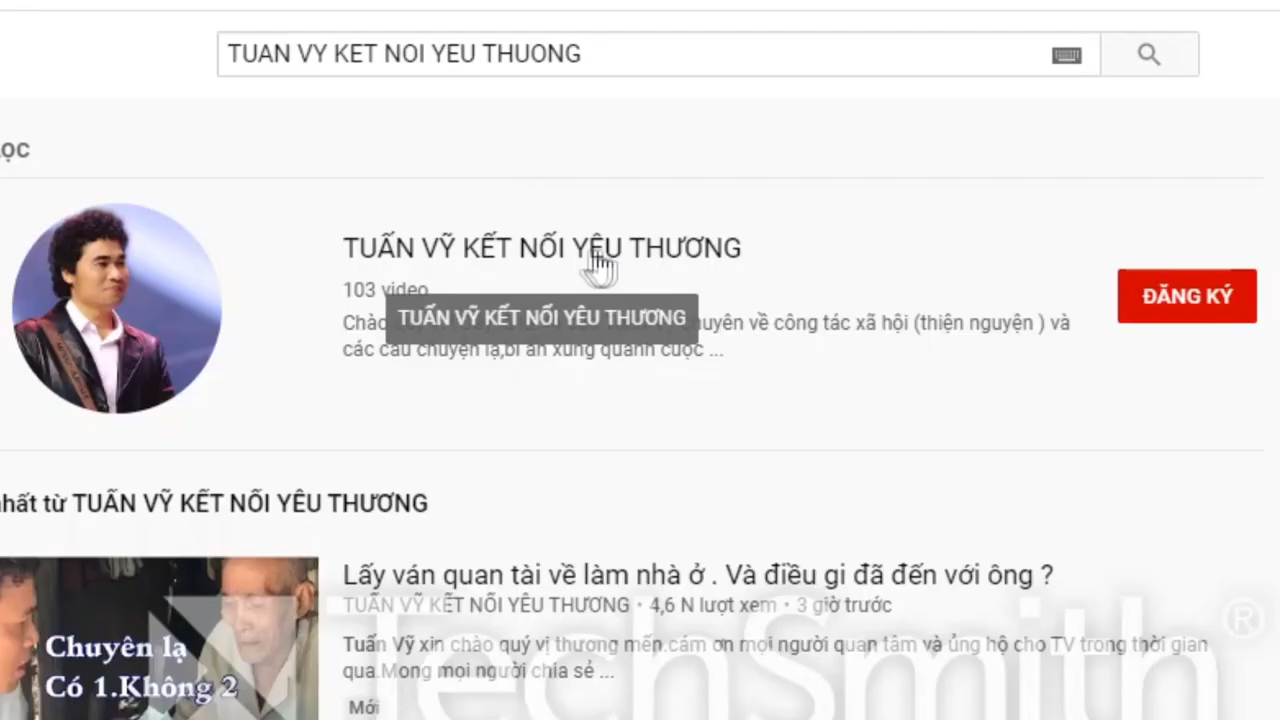 TUAN VY KET NOI YEU THUONG
LỌC
TUẤN VỸ KẾT NỐI YÊU THƯƠNG
103 video
TUẤN VỸ KẾT NỐI YÊU THƯƠNG
ĐĂNG KÝ
Chào chuyên về công tác xã hội (thiện nguyện ) và
các câu chuyện lạ,bí ẩn xung quanh cuộc ...
nhất từ TUẤN VỸ KẾT NỐI YÊU THƯƠNG
Lấy ván quan tài về làm nhà ở . Và điều gi đã đến với ông ?
TUẤN VỸ KẾT NỐI YÊU THƯƠNG • 4,6 N lượt xem • 3 giờ trước
Chuyện lạ
Có 1.Không 2
Tuấn Vỹ xin chào quý vị thương mến.cám ơn mọi người quan tâm và ủng hộ cho TV trong thời gian
qua.Mong mọi người chia sẻ ...
Mới
TechSmith®